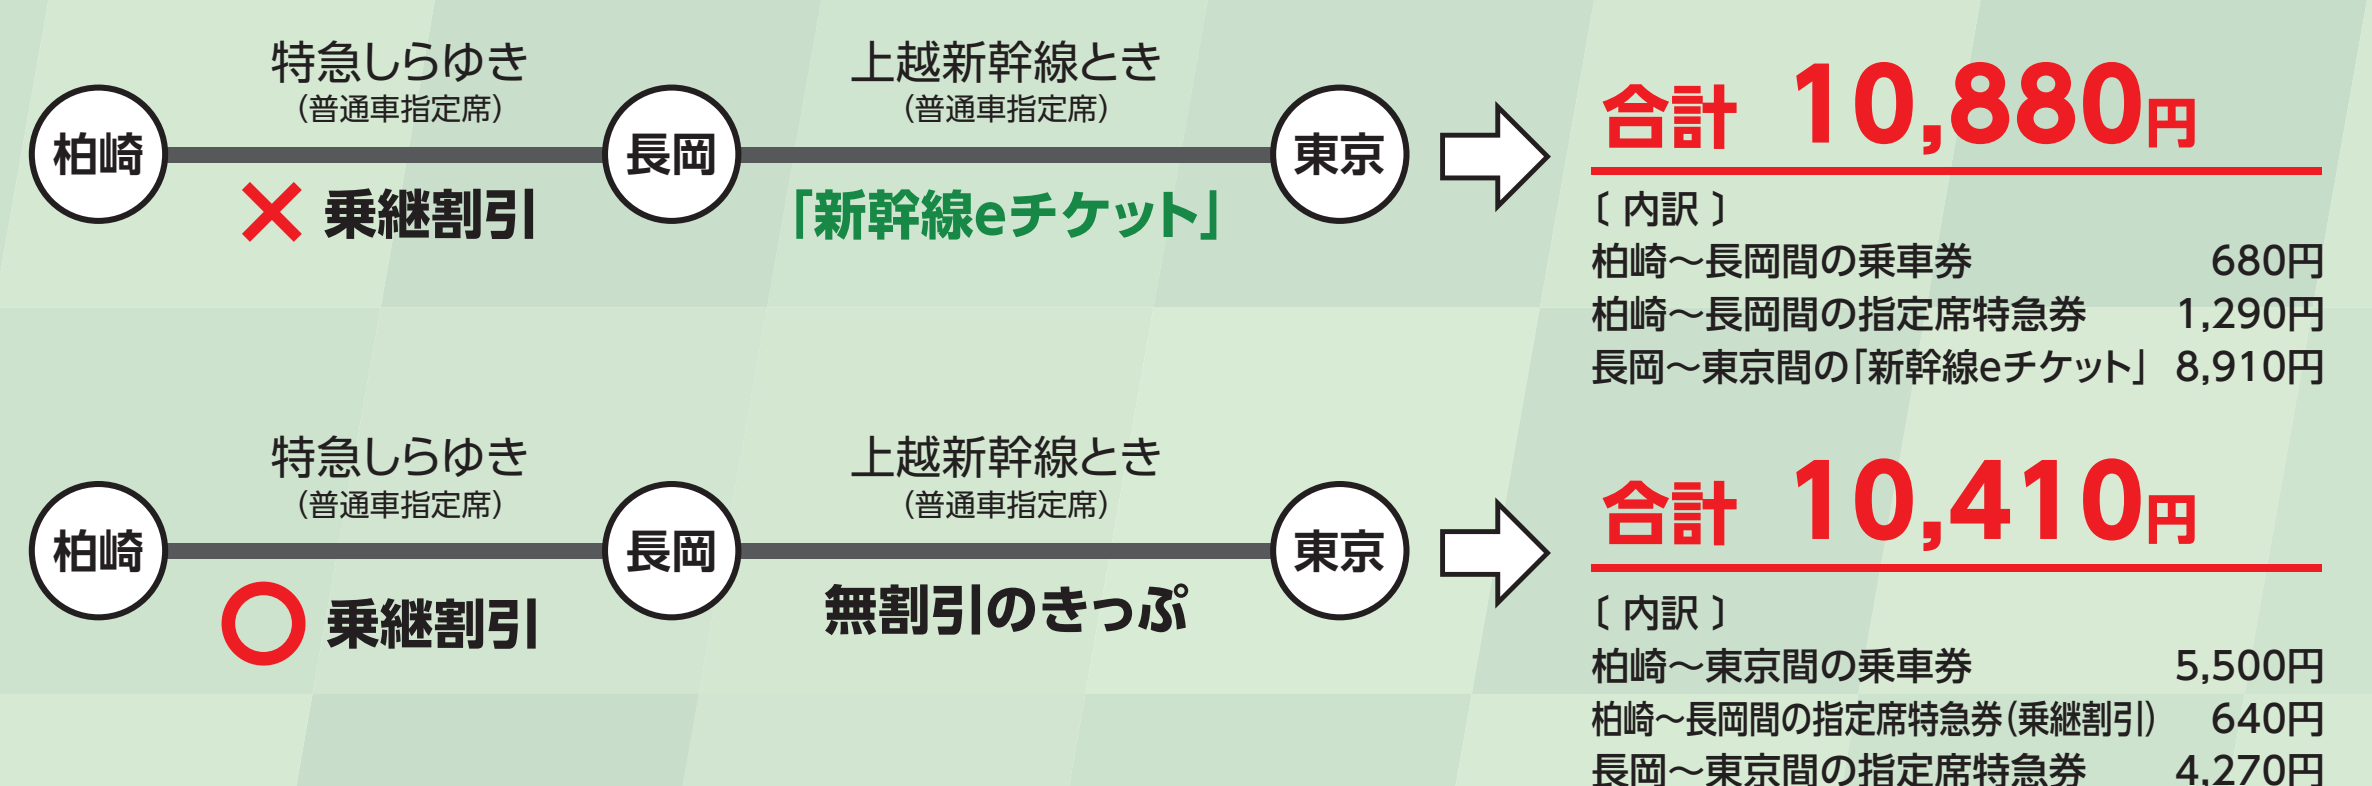 特急しらゆき
（普通車指定席）
上越新幹線とき
（普通車指定席）
柏崎
長岡
東京
✕ 乗継割引
「新幹線eチケット」
合計 10,880円
〔 内訳 〕
柏崎～長岡間の乗車券 680円
柏崎～長岡間の指定席特急券 1,290円
長岡～東京間の「新幹線eチケット」 8,910円
特急しらゆき
（普通車指定席）
上越新幹線とき
（普通車指定席）
柏崎
長岡
東京
○ 乗継割引
無割引のきっぷ
合計 10,410円
〔 内訳 〕
柏崎～東京間の乗車券 5,500円
柏崎～長岡間の指定席特急券（乗継割引） 640円
長岡～東京間の指定席特急券 4,270円